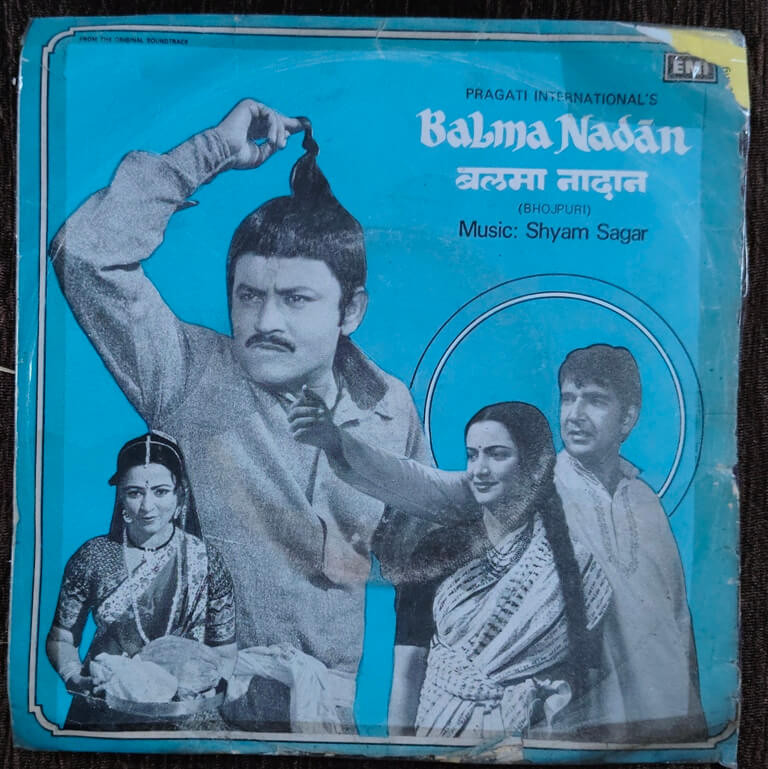 FROM THE ORIGINAL SOUNDTRACK
EMI
PRAGATI INTERNATIONAL'S
BaLma Nadān
बलमा नादान
(BHOJPURI)
Music: Shyam Sagar